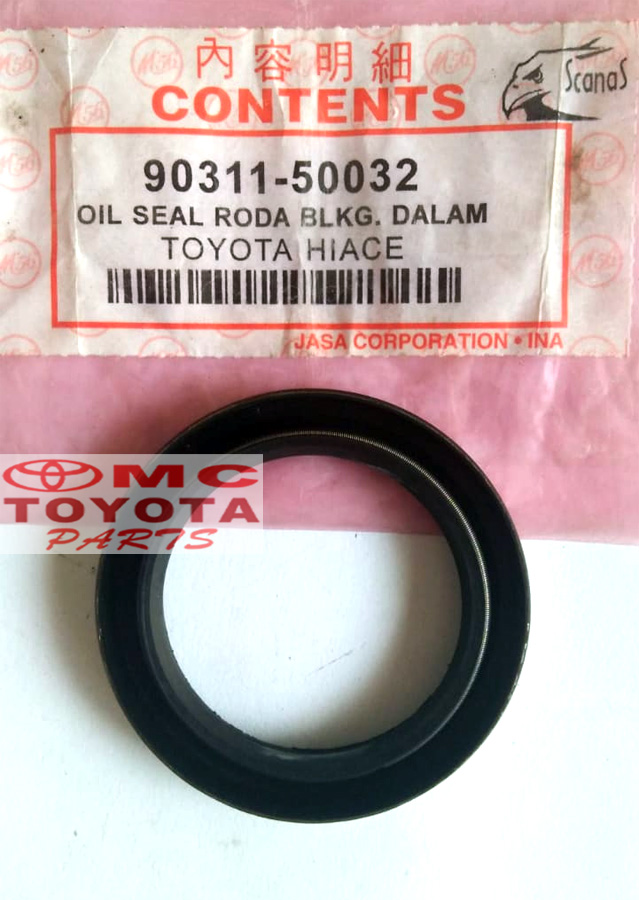 內容明細
ScanaS
CONTENTS
90311-50032
OIL SEAL RODA BLKG. DALAM
TOYOTA HIACE
JASA CORPORATION • INA
MC
TOYOTA
PARTS